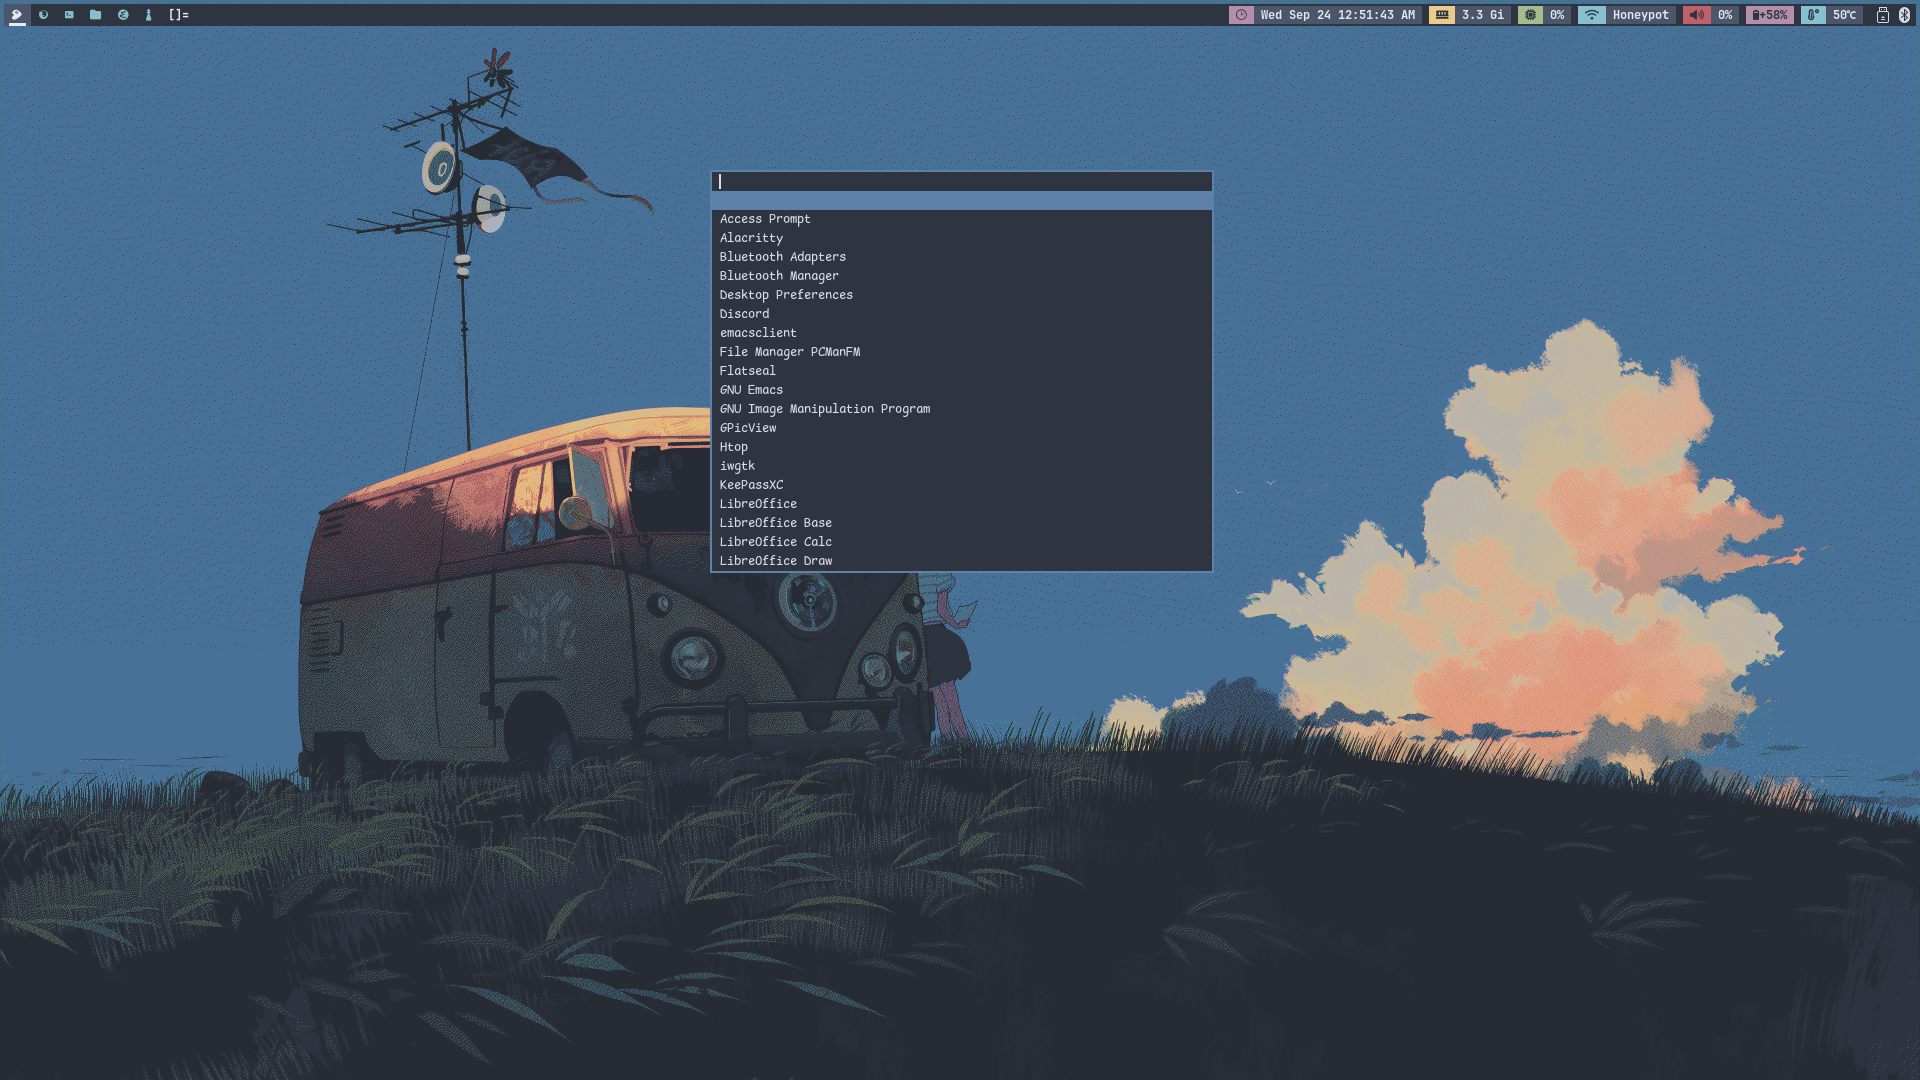 []= Wed Sep 24 12:51:43 AM 3.3 Gi 0% Honeypot 0% +58% 50℃
Access Prompt
Alacritty
Bluetooth Adapters
Bluetooth Manager
Desktop Preferences
Discord
emacsclient
File Manager PCManFM
Flatseal
GNU Emacs
GNU Image Manipulation Program
GPicView
Htop
iwgtk
KeePassXC
LibreOffice
LibreOffice Base
LibreOffice Calc
LibreOffice Draw